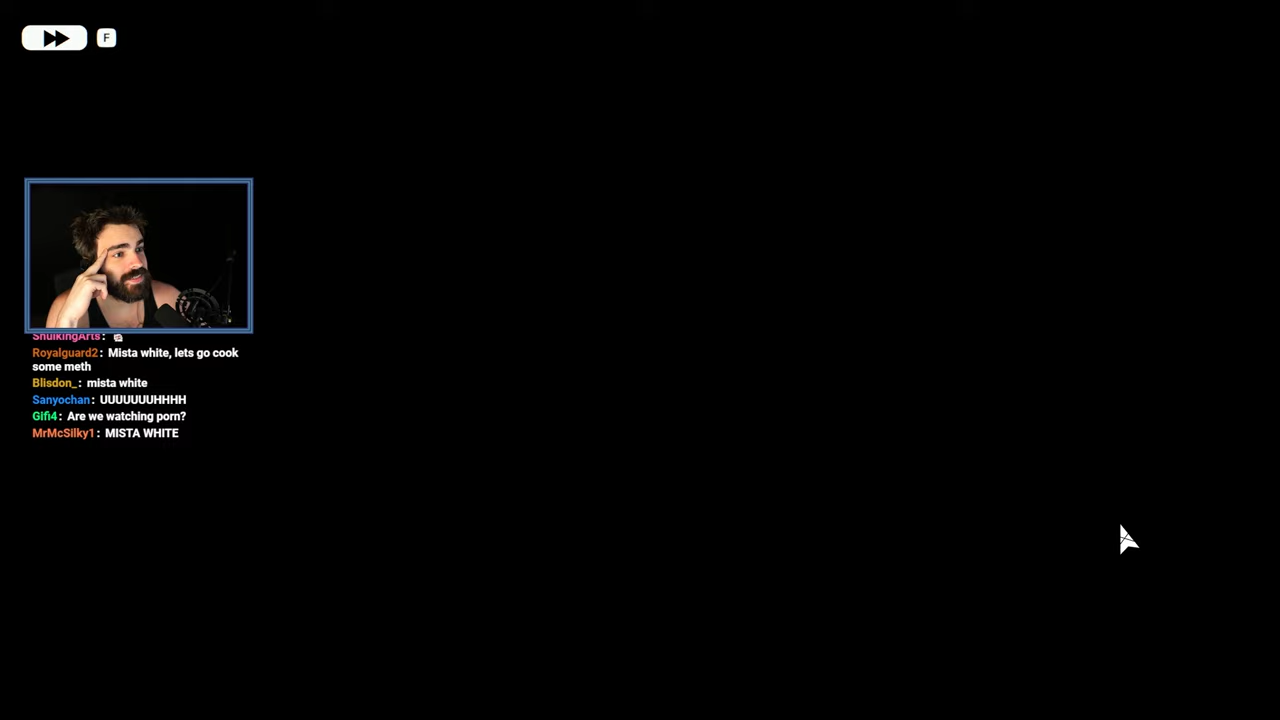 F
ShulkingArts:
Royalguard2: Mista white, lets go cook
some meth
Blisdon_: mista white
Sanyochan: UUUUUUUHHHH
Gifi4: Are we watching porn?
MrMcSilky1: MISTA WHITE